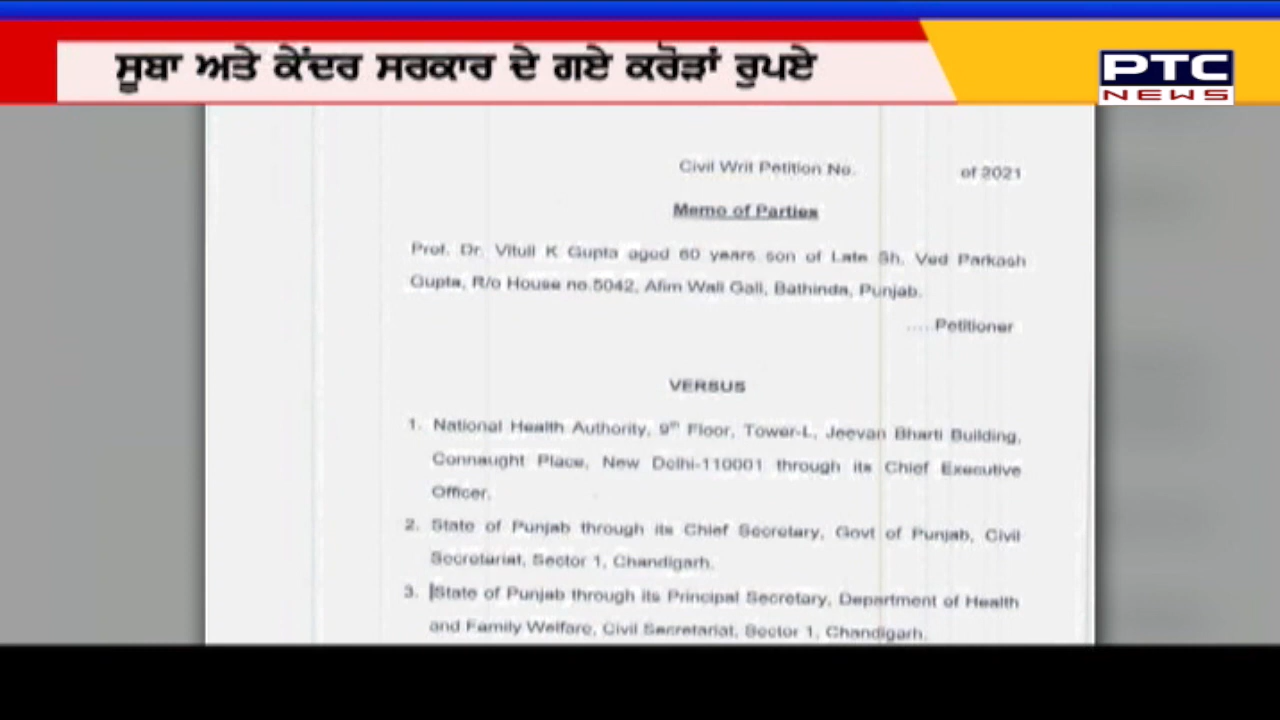 ਸੂਬਾ ਅਤੇ ਕੇਂਦਰ ਸਰਕਾਰ ਦੇ ਗਏ ਕਰੋੜਾਂ ਰੁਪਏ
PTC
NEWS
Civil Writ Petition No. of 2021
Memo of Parties
Prof. Dr. Vitull K Gupta aged 60 years son of Late Sh. Ved Parkash
Gupta, R/o House no.5042, Afim Wali Gali, Bathinda, Punjab.
.... Petitioner
VERSUS
1. National Health Authority, 9th Floor, Tower-L, Jeevan Bharti Building,
Connaught Place, New Delhi-110001 through its Chief Executive
Officer.
2. State of Punjab through its Chief Secretary, Govt of Punjab, Civil
Secretariat, Sector 1, Chandigarh.
3. State of Punjab through its Principal Secretary, Department of Health
and Family Welfare, Civil Secretariat, Sector 1, Chandigarh.